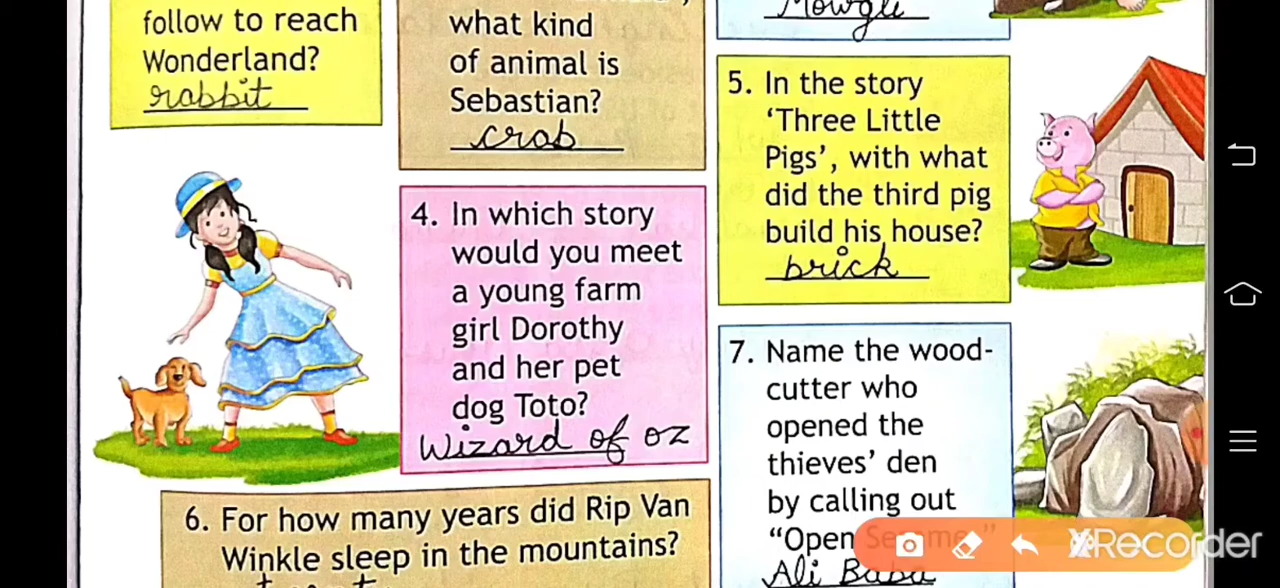 follow to reach
Wonderland?
rabbit
what kind
of animal is
Sebastian?
crab
4. In which story
would you meet
a young farm
girl Dorothy
and her pet
dog Toto?
Wizard of oz
Mowgli
5. In the story
‘Three Little
Pigs’, with what
did the third pig
build his house?
brick
6. For how many years did Rip Van
Winkle sleep in the mountains?
7. Name the wood-
cutter who
opened the
thieves’ den
by calling out
“Open Sesame”
Ali Baba
XRecorder